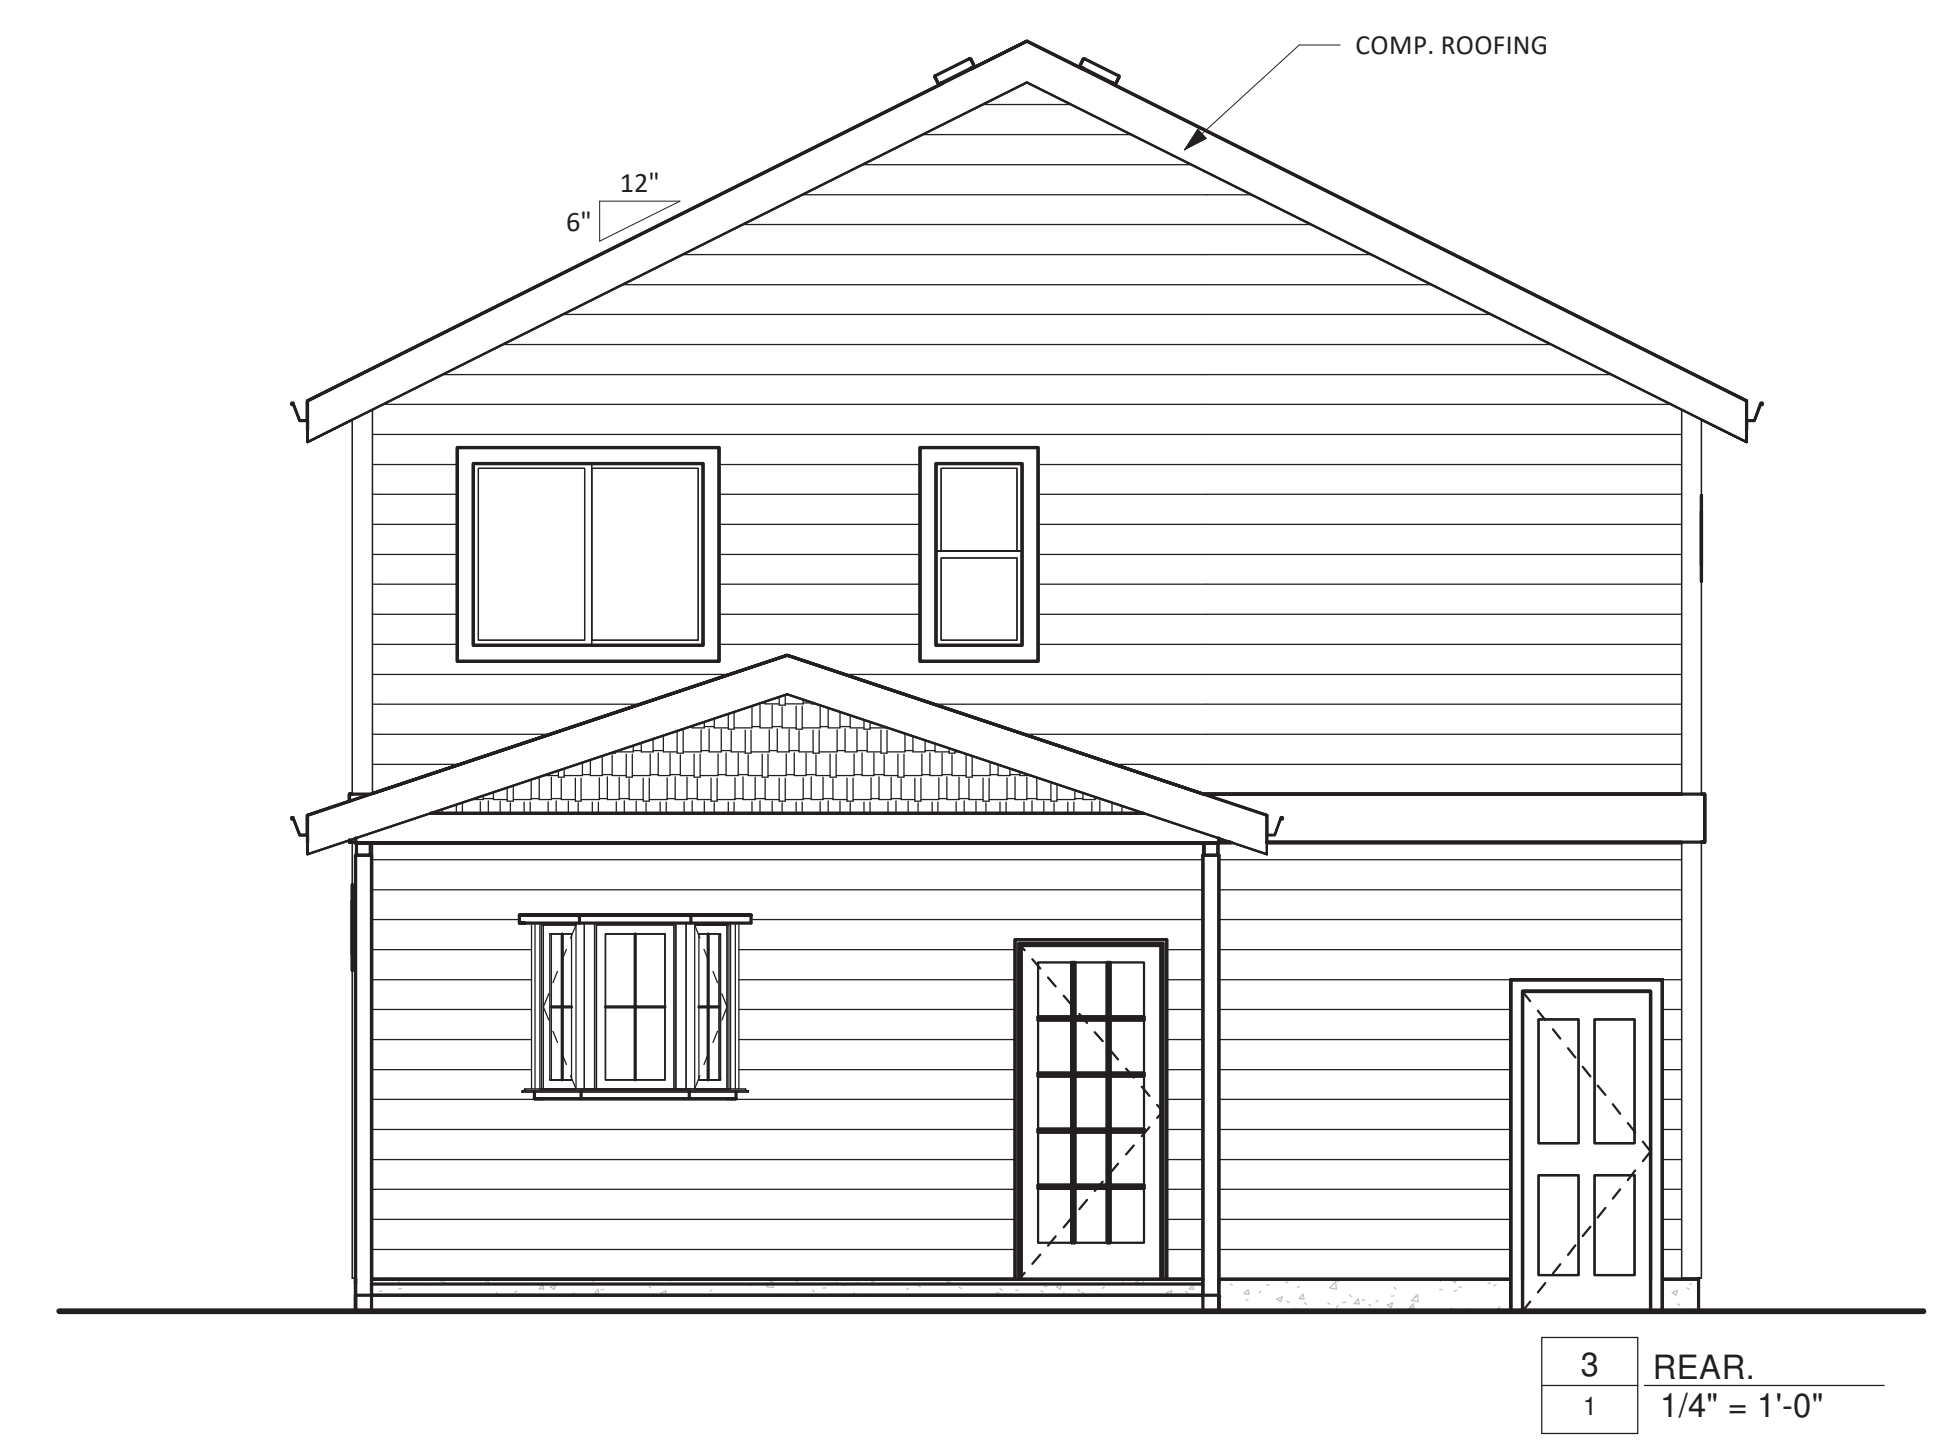 COMP. ROOFING
12"
6"
3
REAR.
1
1/4" = 1'-0"